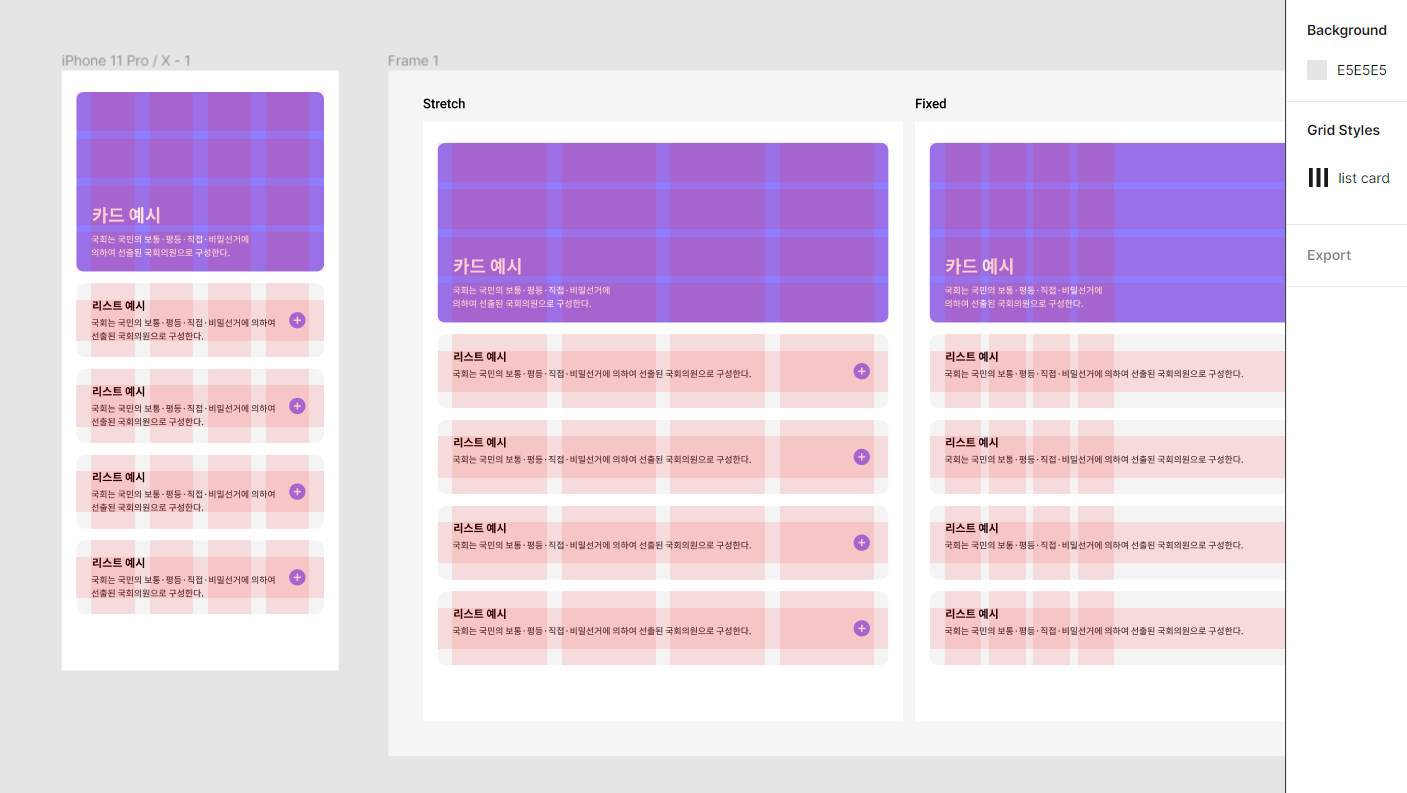 iPhone 11 Pro / X - 1
카드 예시
국회는 국민의 보통·평등·직접·비밀선거에
의하여 선출된 국회의원으로 구성한다.
리스트 예시
국회는 국민의 보통·평등·직접·비밀선거에 의하여
선출된 국회의원으로 구성한다.
리스트 예시
국회는 국민의 보통·평등·직접·비밀선거에 의하여
선출된 국회의원으로 구성한다.
리스트 예시
국회는 국민의 보통·평등·직접·비밀선거에 의하여
선출된 국회의원으로 구성한다.
리스트 예시
국회는 국민의 보통·평등·직접·비밀선거에 의하여
선출된 국회의원으로 구성한다.
Frame 1
Stretch
카드 예시
국회는 국민의 보통·평등·직접·비밀선거에
의하여 선출된 국회의원으로 구성한다.
리스트 예시
국회는 국민의 보통·평등·직접·비밀선거에 의하여 선출된 국회의원으로 구성한다.
리스트 예시
국회는 국민의 보통·평등·직접·비밀선거에 의하여 선출된 국회의원으로 구성한다.
리스트 예시
국회는 국민의 보통·평등·직접·비밀선거에 의하여 선출된 국회의원으로 구성한다.
리스트 예시
국회는 국민의 보통·평등·직접·비밀선거에 의하여 선출된 국회의원으로 구성한다.
Fixed
카드 예시
국회는 국민의 보통·평등·직접·비밀선거에
의하여 선출된 국회의원으로 구성한다.
리스트 예시
국회는 국민의 보통·평등·직접·비밀선거에 의하여 선출된 국회의원으로 구성한다.
리스트 예시
국회는 국민의 보통·평등·직접·비밀선거에 의하여 선출된 국회의원으로 구성한다.
리스트 예시
국회는 국민의 보통·평등·직접·비밀선거에 의하여 선출된 국회의원으로 구성한다.
리스트 예시
국회는 국민의 보통·평등·직접·비밀선거에 의하여 선출된 국회의원으로 구성한다.
Background
E5E5E5
Grid Styles
list card
Export